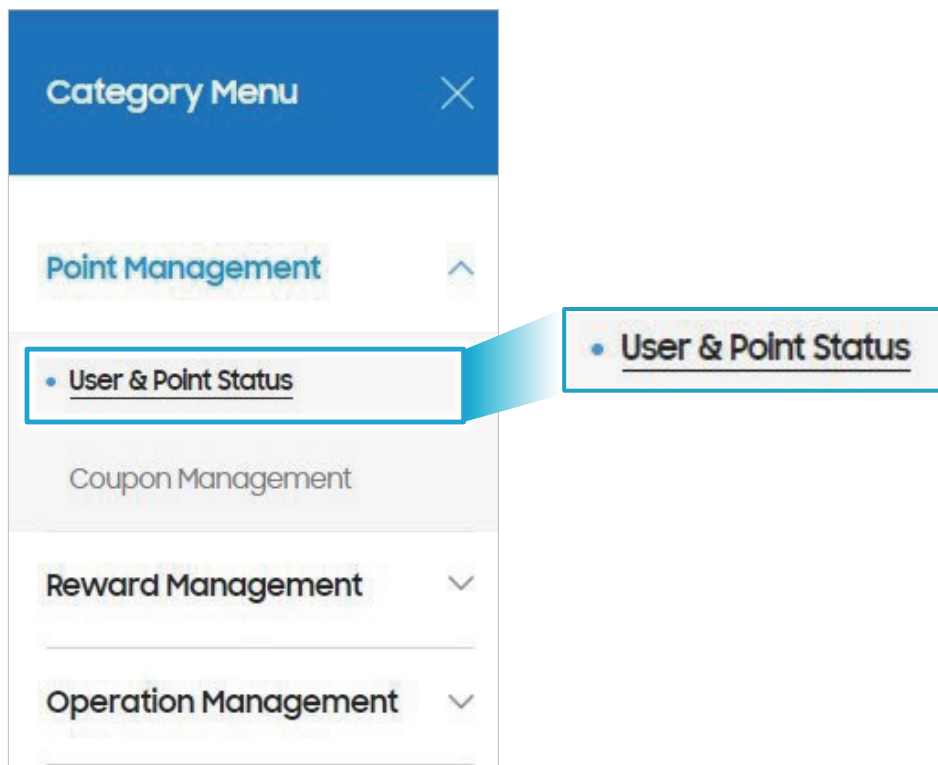 Category Menu
Point Management
• User & Point Status
• User & Point Status
Coupon Management
Reward Management
Operation Management